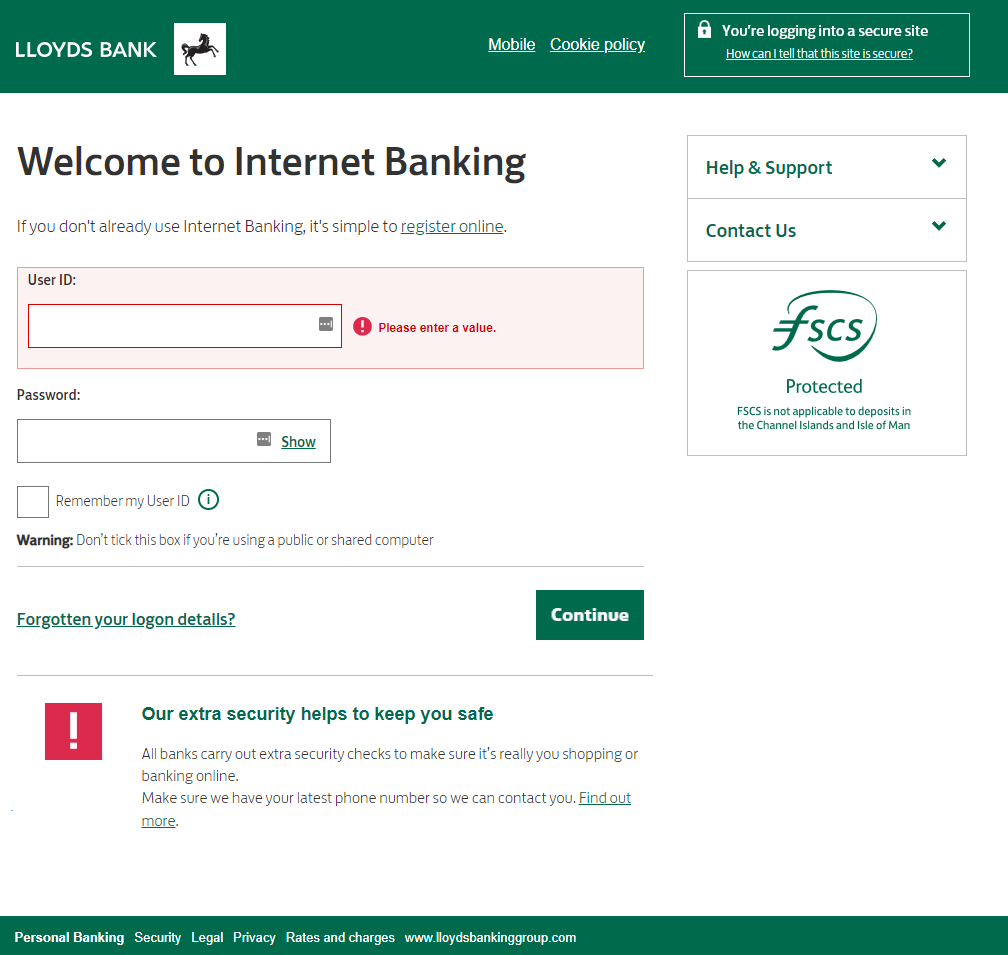 LLOYDS BANK
Mobile Cookie policy
You're logging into a secure site
How can I tell that this site is secure?
Welcome to Internet Banking
If you don't already use Internet Banking, it's simple to register online.
User ID:
Please enter a value.
Password:
Show
Remember my User ID
Warning: Don't tick this box if you're using a public or shared computer
Forgotten your logon details?
Continue
Our extra security helps to keep you safe
All banks carry out extra security checks to make sure it's really you shopping or
banking online.
Make sure we have your latest phone number so we can contact you. Find out
more.
Help & Support
Contact Us
fscs
Protected
FSCS is not applicable to deposits in
the Channel Islands and Isle of Man
Personal Banking Security Legal Privacy Rates and charges www.lloydsbankinggroup.com